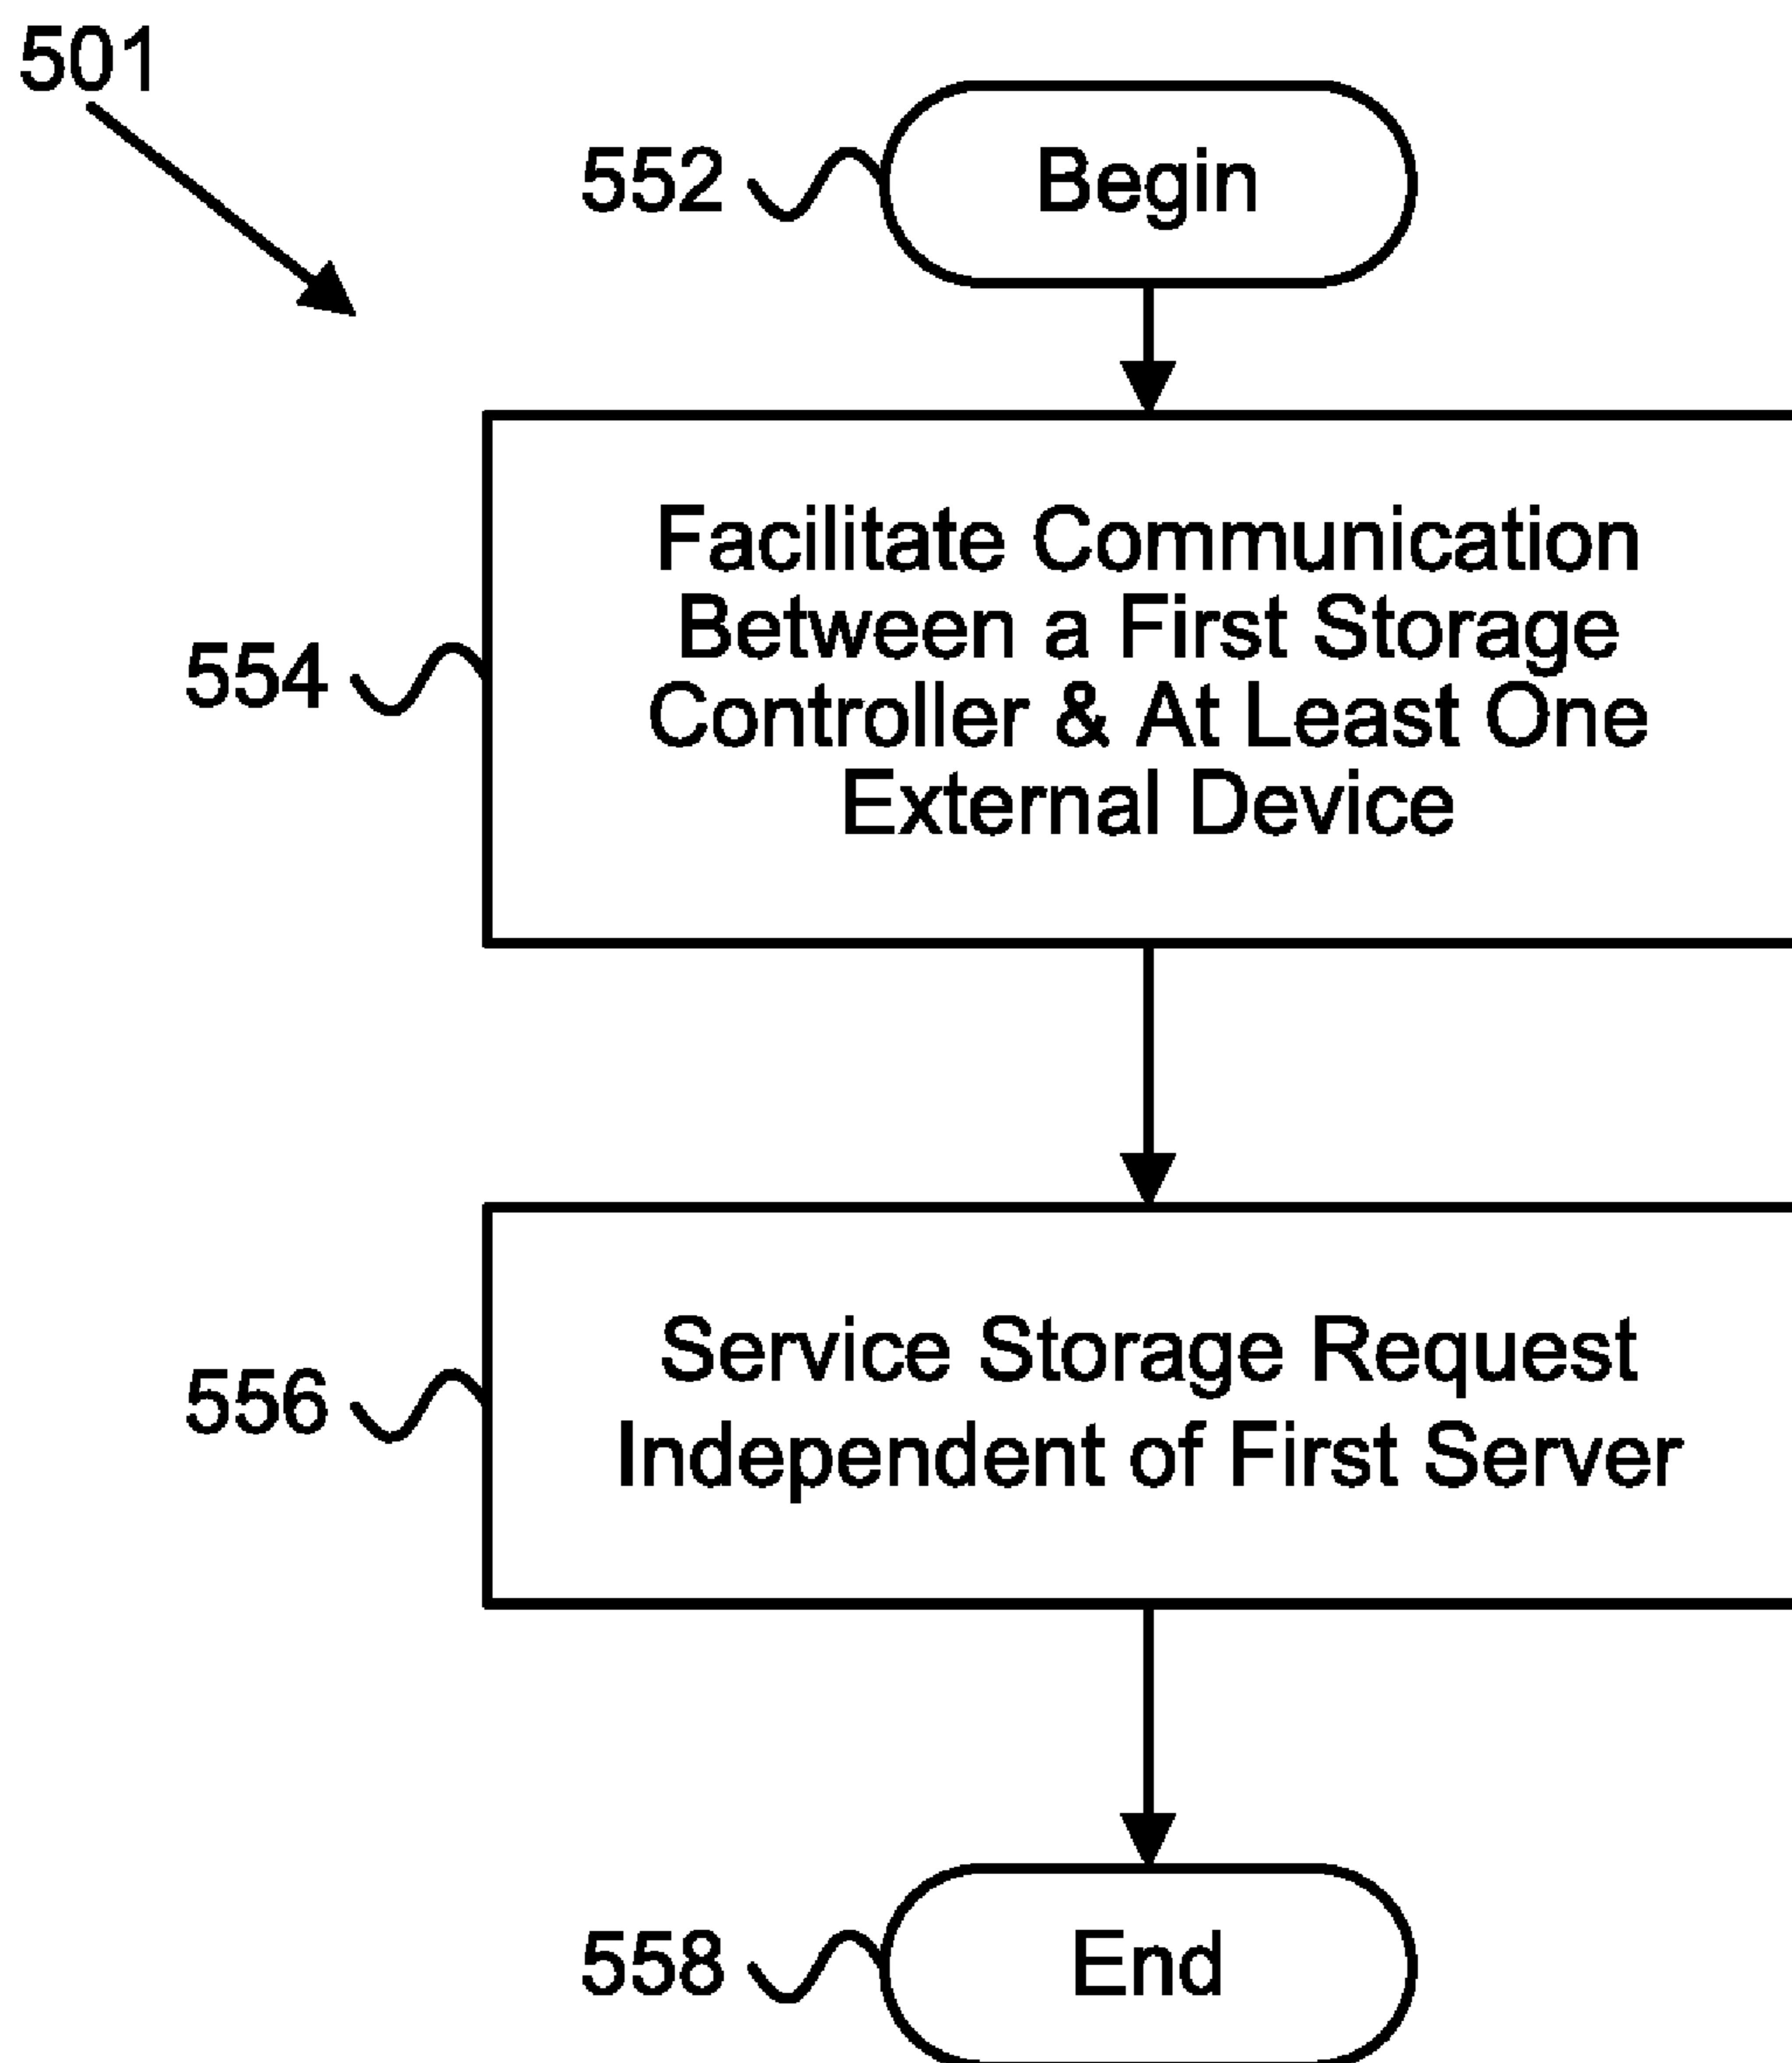 501
552
Begin
554
Facilitate Communication
Between a First Storage
Controller & At Least One
External Device
556
Service Storage Request
Independent of First Server
558
End